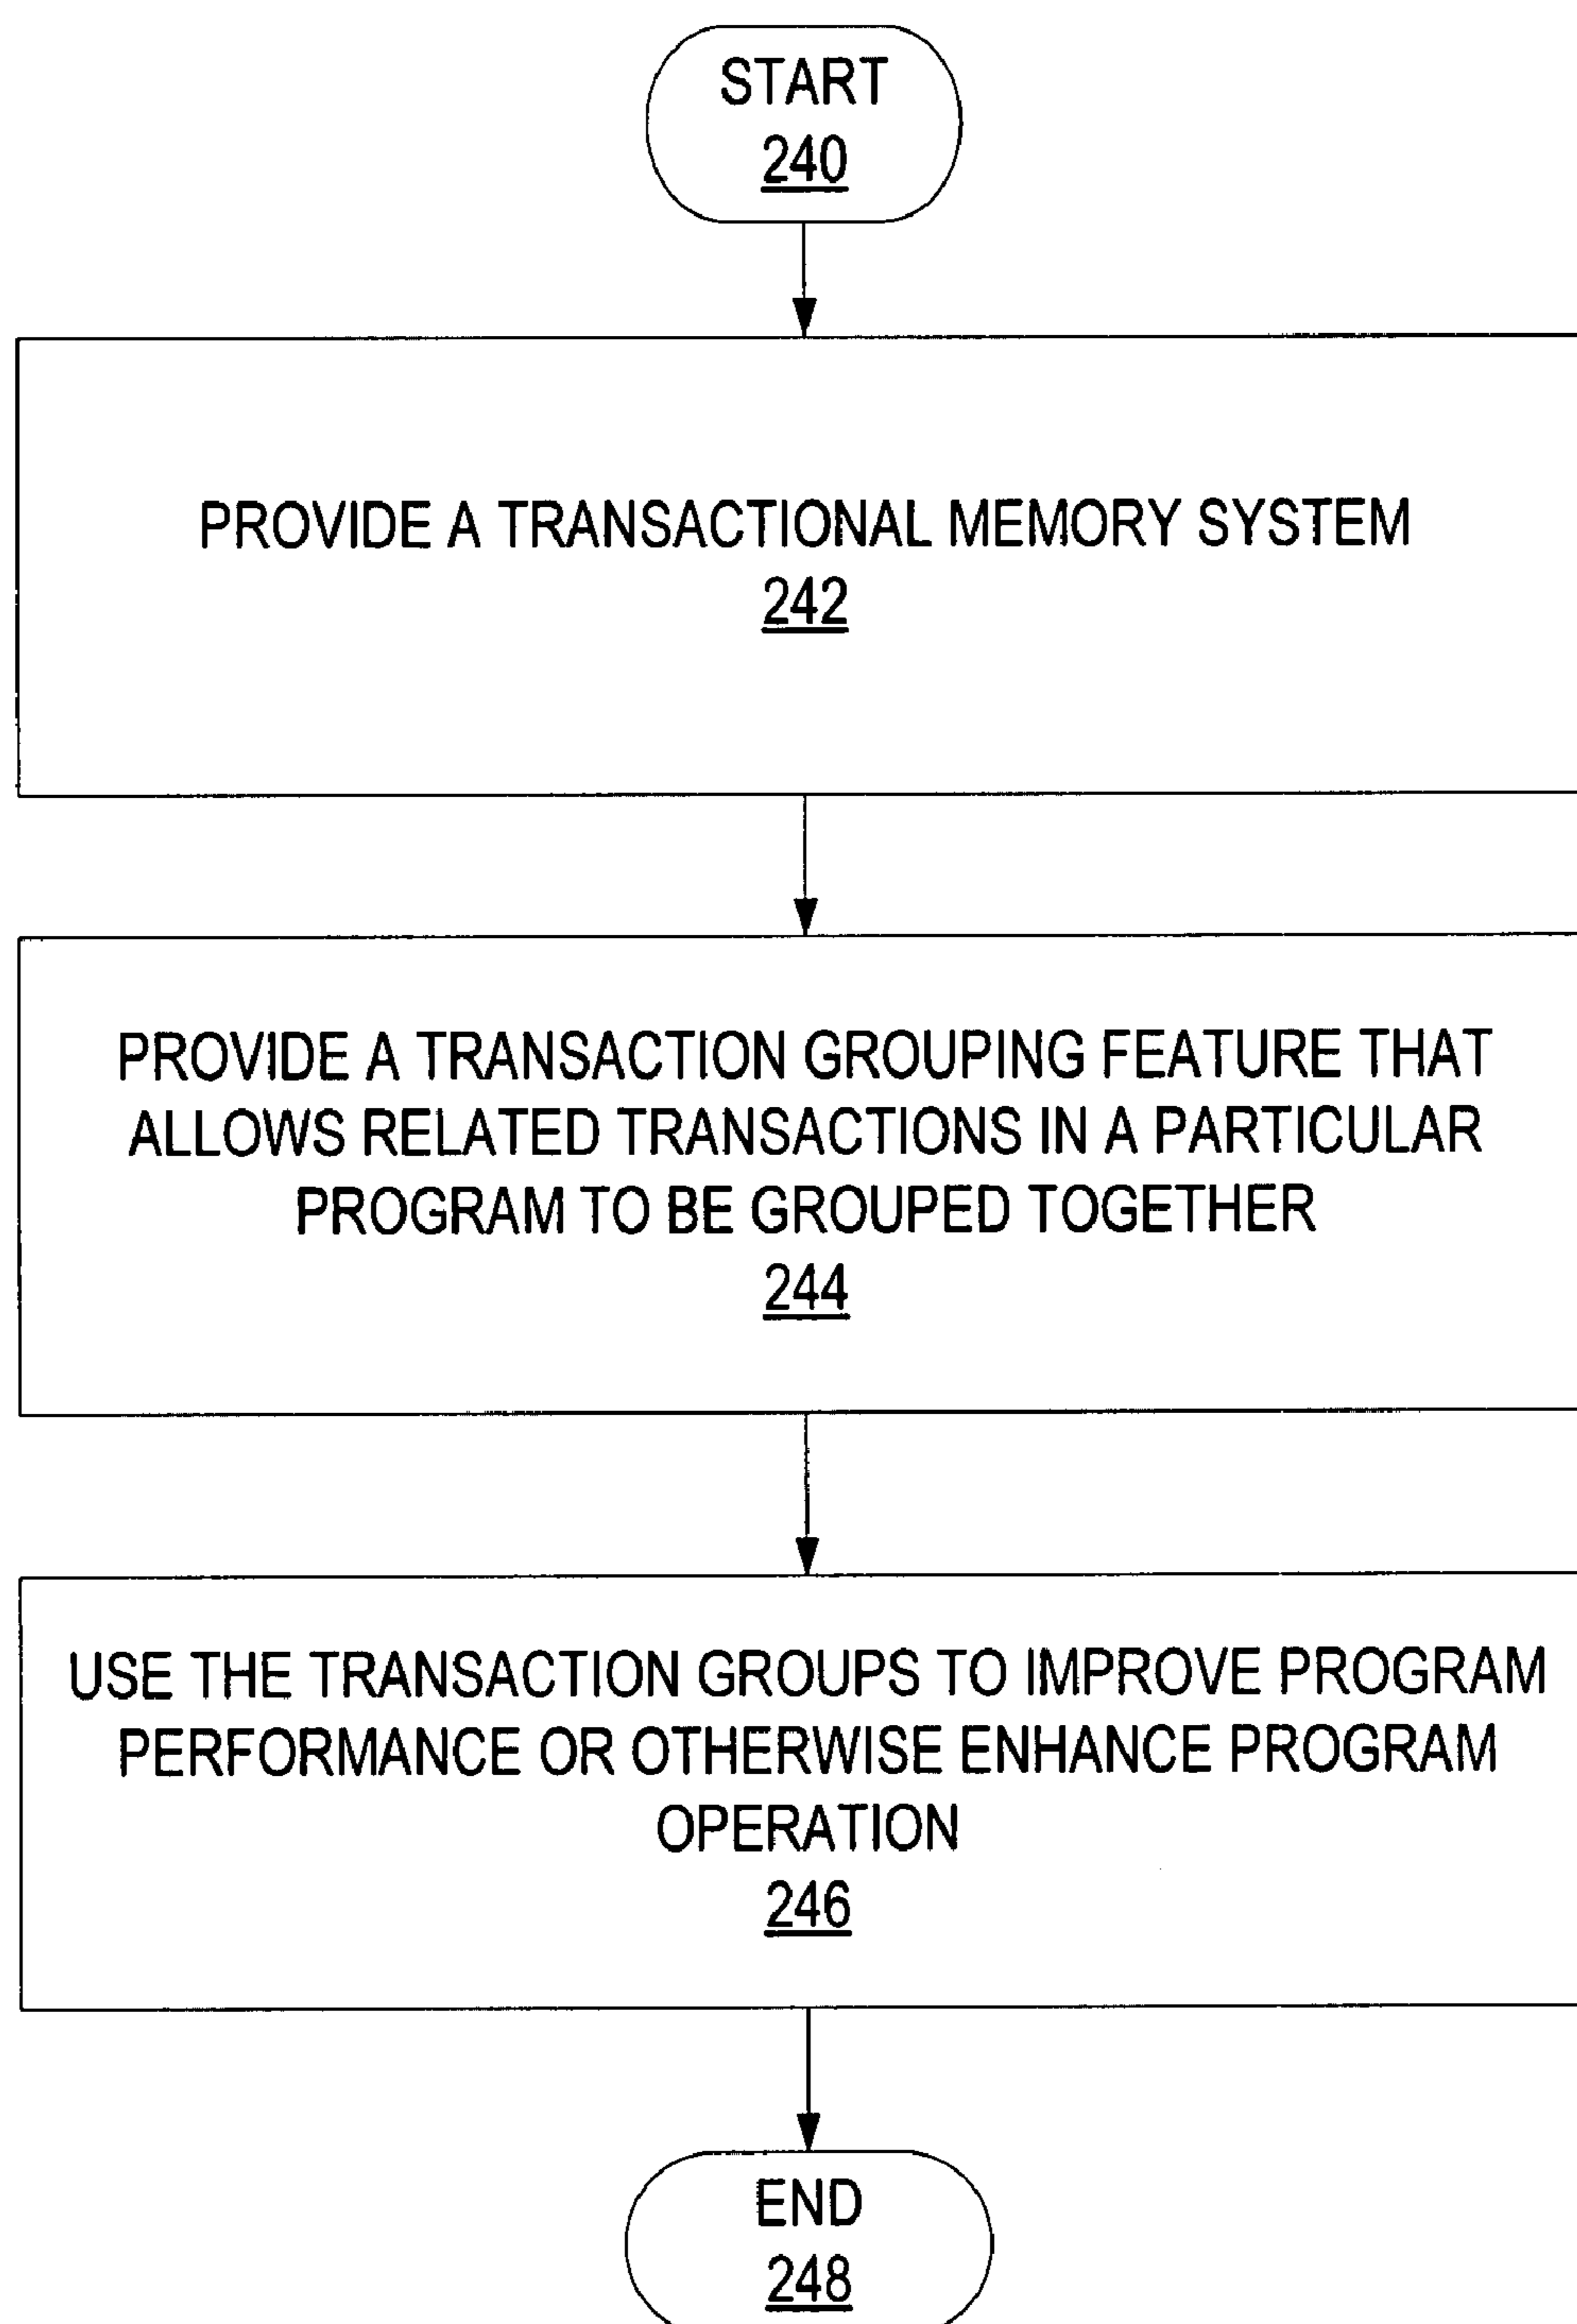 START
240
PROVIDE A TRANSACTIONAL MEMORY SYSTEM
242
PROVIDE A TRANSACTION GROUPING FEATURE THAT
ALLOWS RELATED TRANSACTIONS IN A PARTICULAR
PROGRAM TO BE GROUPED TOGETHER
244
USE THE TRANSACTION GROUPS TO IMPROVE PROGRAM
PERFORMANCE OR OTHERWISE ENHANCE PROGRAM
OPERATION
246
END
248